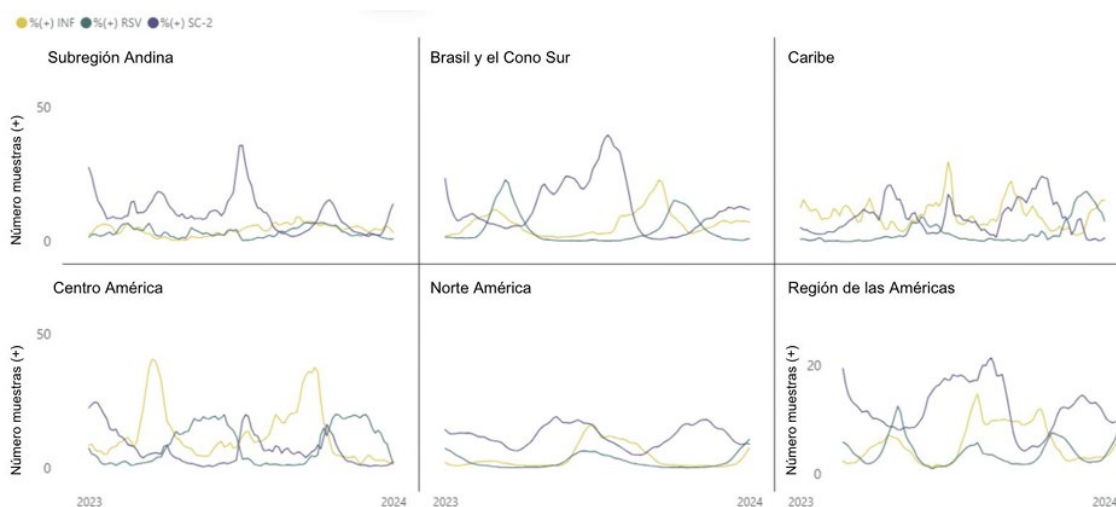 %(+) INF %(+) RSV %(+) SC-2
Subregión Andina
Brasil y el Cono Sur
Caribe
Número muestras (+)
50
0
Centro América
Norte América
Región de las Américas
Número muestras (+)
50
0
Número muestras (+)
20
0
2023
2024
2023
2024
2023
2024